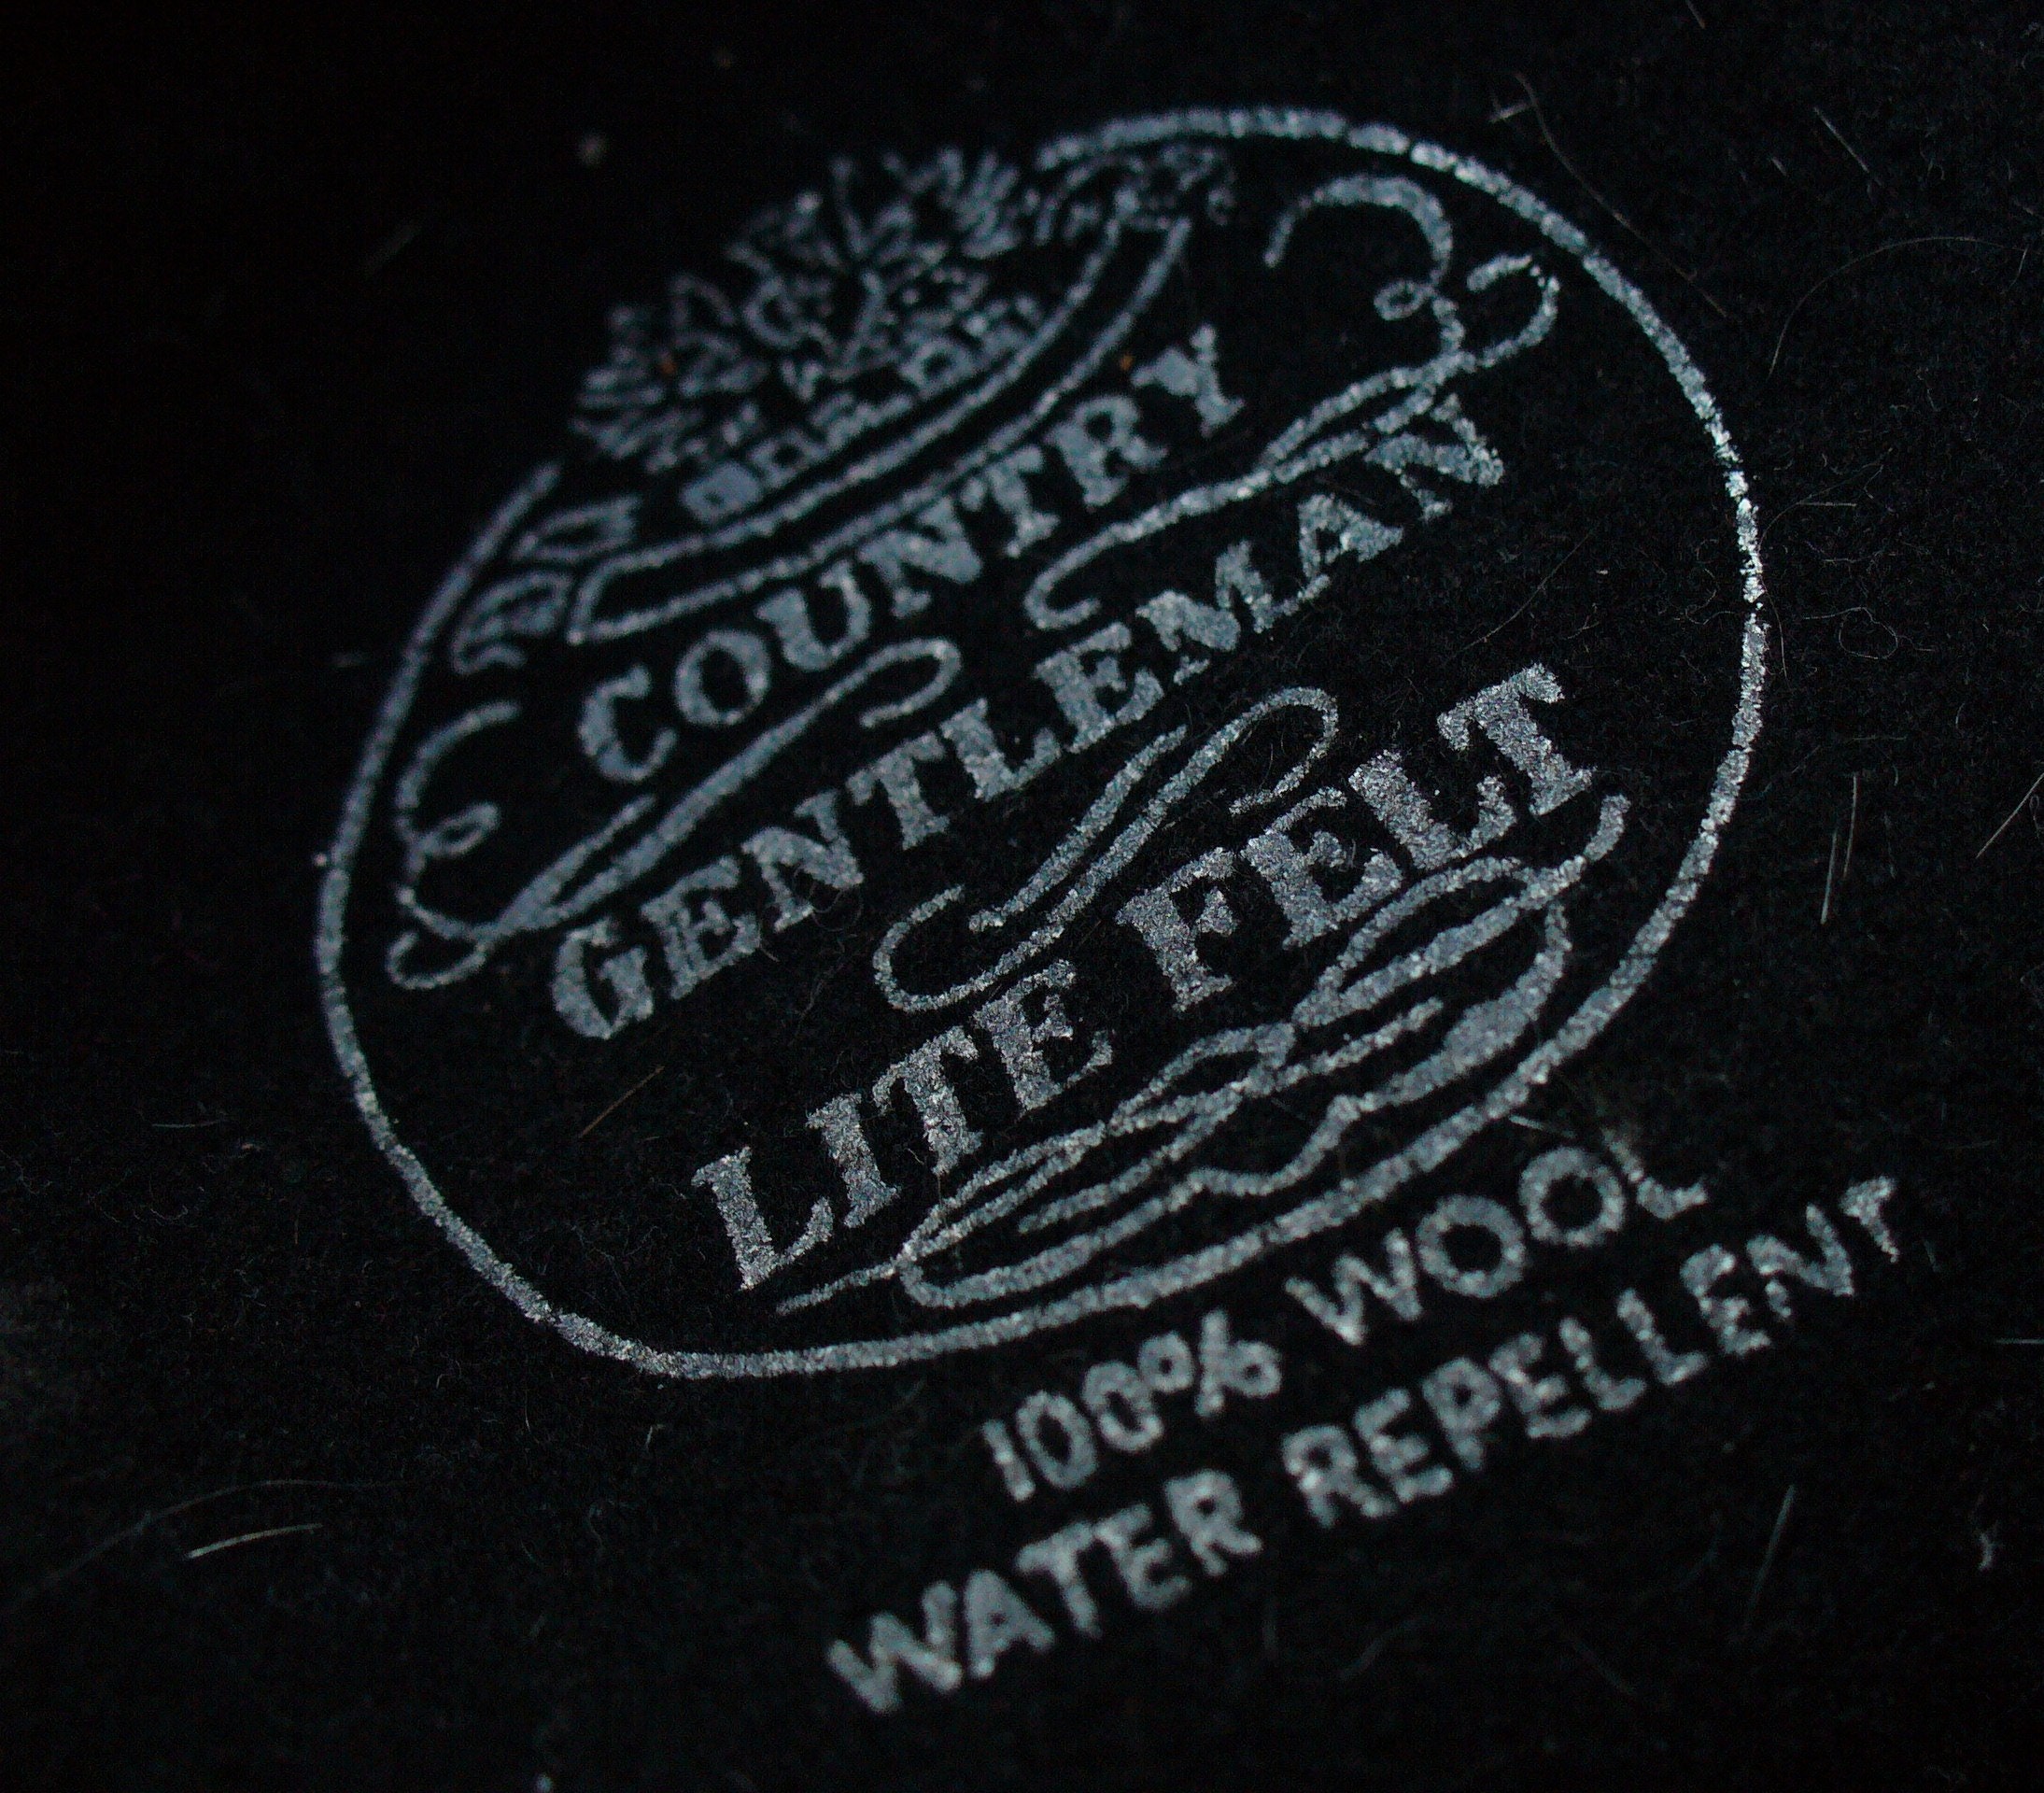 COUNTRY
GENTLEMAN
LITE FELT
100% WOOL
WATER REPELLENT